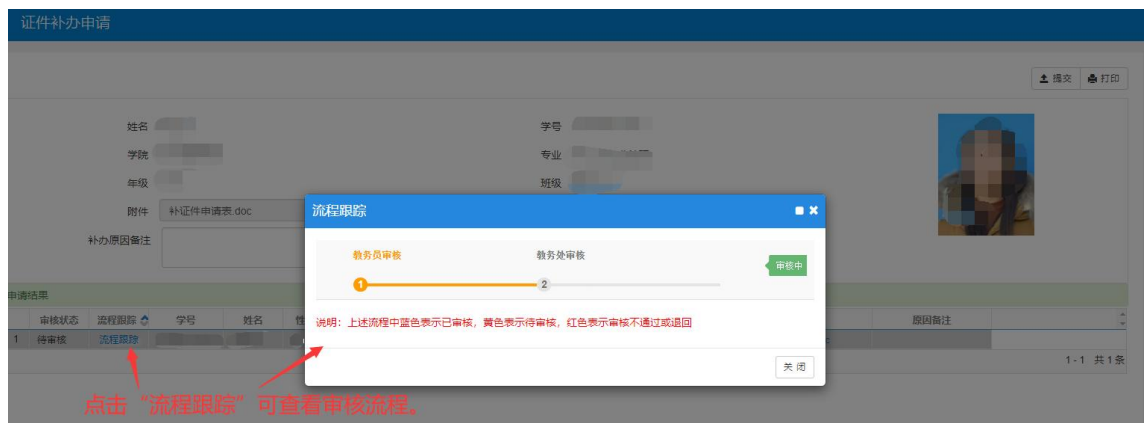 证件补办申请
提交 打印
姓名 学号
学院 专业
年级 班级
附件 补证件申请表.doc
补办原因备注
流程跟踪
教务员审核 教务处审核
审核中
1 2
说明：上述流程中蓝色表示已审核，黄色表示待审核，红色表示审核不通过或退回
关闭
申请结果
审核状态 流程跟踪 学号 姓名 性 原因备注
1 待审核 流程跟踪
1-1 共1条
点击“流程跟踪”可查看审核流程。